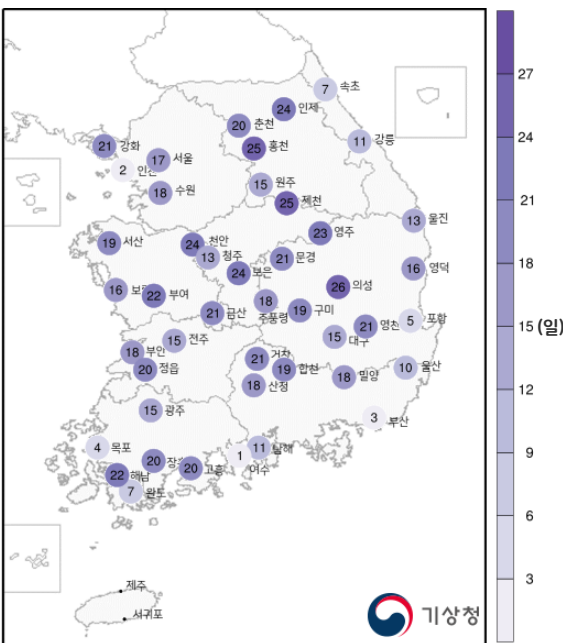 7 속초
27
24 인제
20 춘천
21 강화
11 강릉
25 홍천
24
17 서울
2 인천
15 원주
18 수원
25 제천
21
13 울진
23 영주
19 서산
24 천안
13 청주
21 문경
18
24 보은
16 영덕
26 의성
16 보령
22 부여
18 추풍령
19 구미
21 금산
5 포항
21 영천
15 (일)
15 대구
15 전주
18 부안
21 거창
20 정읍
19 합천
10 울산
18 밀양
18 산청
12
15 광주
3 부산
4 목포
11 남해
1 여수
9
20 장흥
20 고흥
22 해남
7 완도
6
제주
3
서귀포
기상청